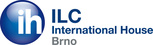 ih ILC
International House
Brno